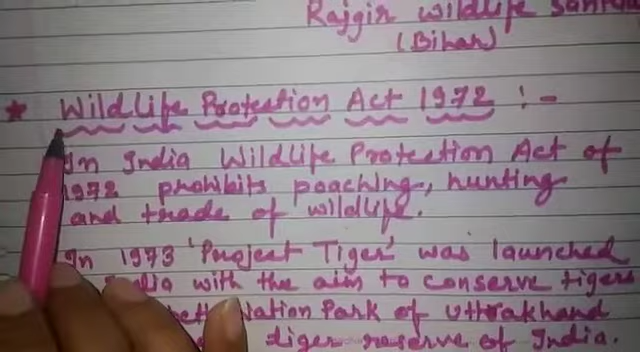 Rajgir wildlife
(Bihar)
* Wildlife Protection Act 1972 :-
In India Wildlife Protection Act of
1972 prohibits poaching, hunting
and trade of wildlife.
In 1973 'Project Tiger' was launched
with the aim to conserve tigers
Park of Uttrakhand
tiger reserve of India.